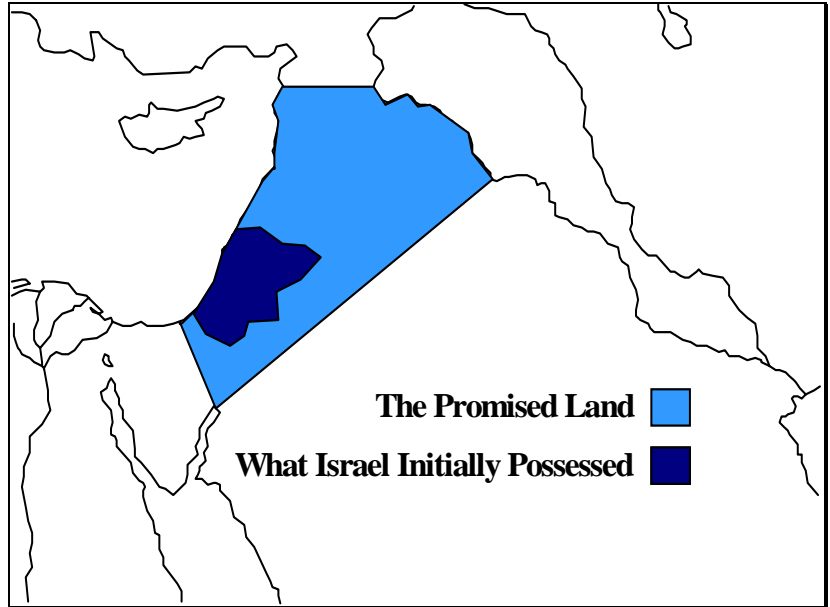 The Promised Land
What Israel Initially Possessed